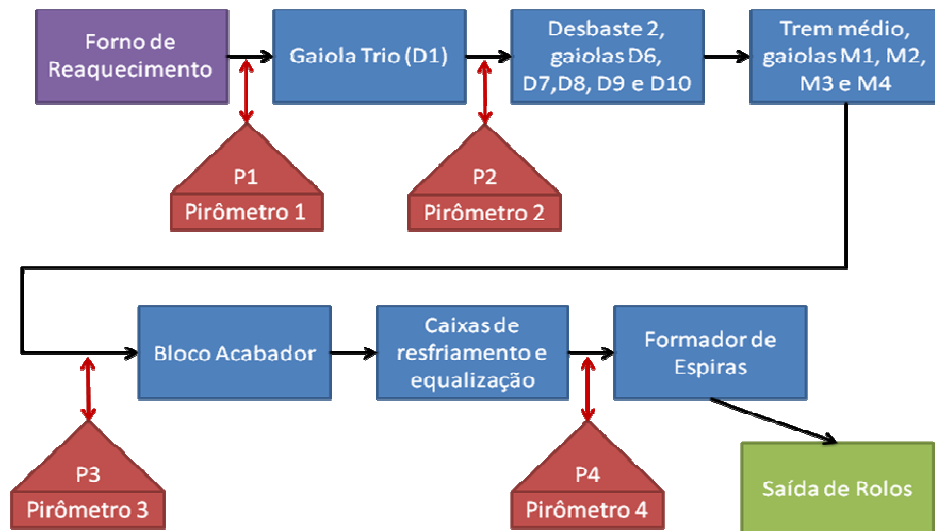 Forno de
Reaquecimento
Gaiola Trio (D1)
Desbaste 2,
gaiolas D6,
D7,D8, D9 e D10
Trem médio,
gaiolas M1, M2,
M3 e M4
P1
Pirômetro 1
P2
Pirômetro 2
Bloco Acabador
Caixas de
resfriamento e
equalização
Formador de
Espiras
P3
Pirômetro 3
P4
Pirômetro 4
Saída de Rolos